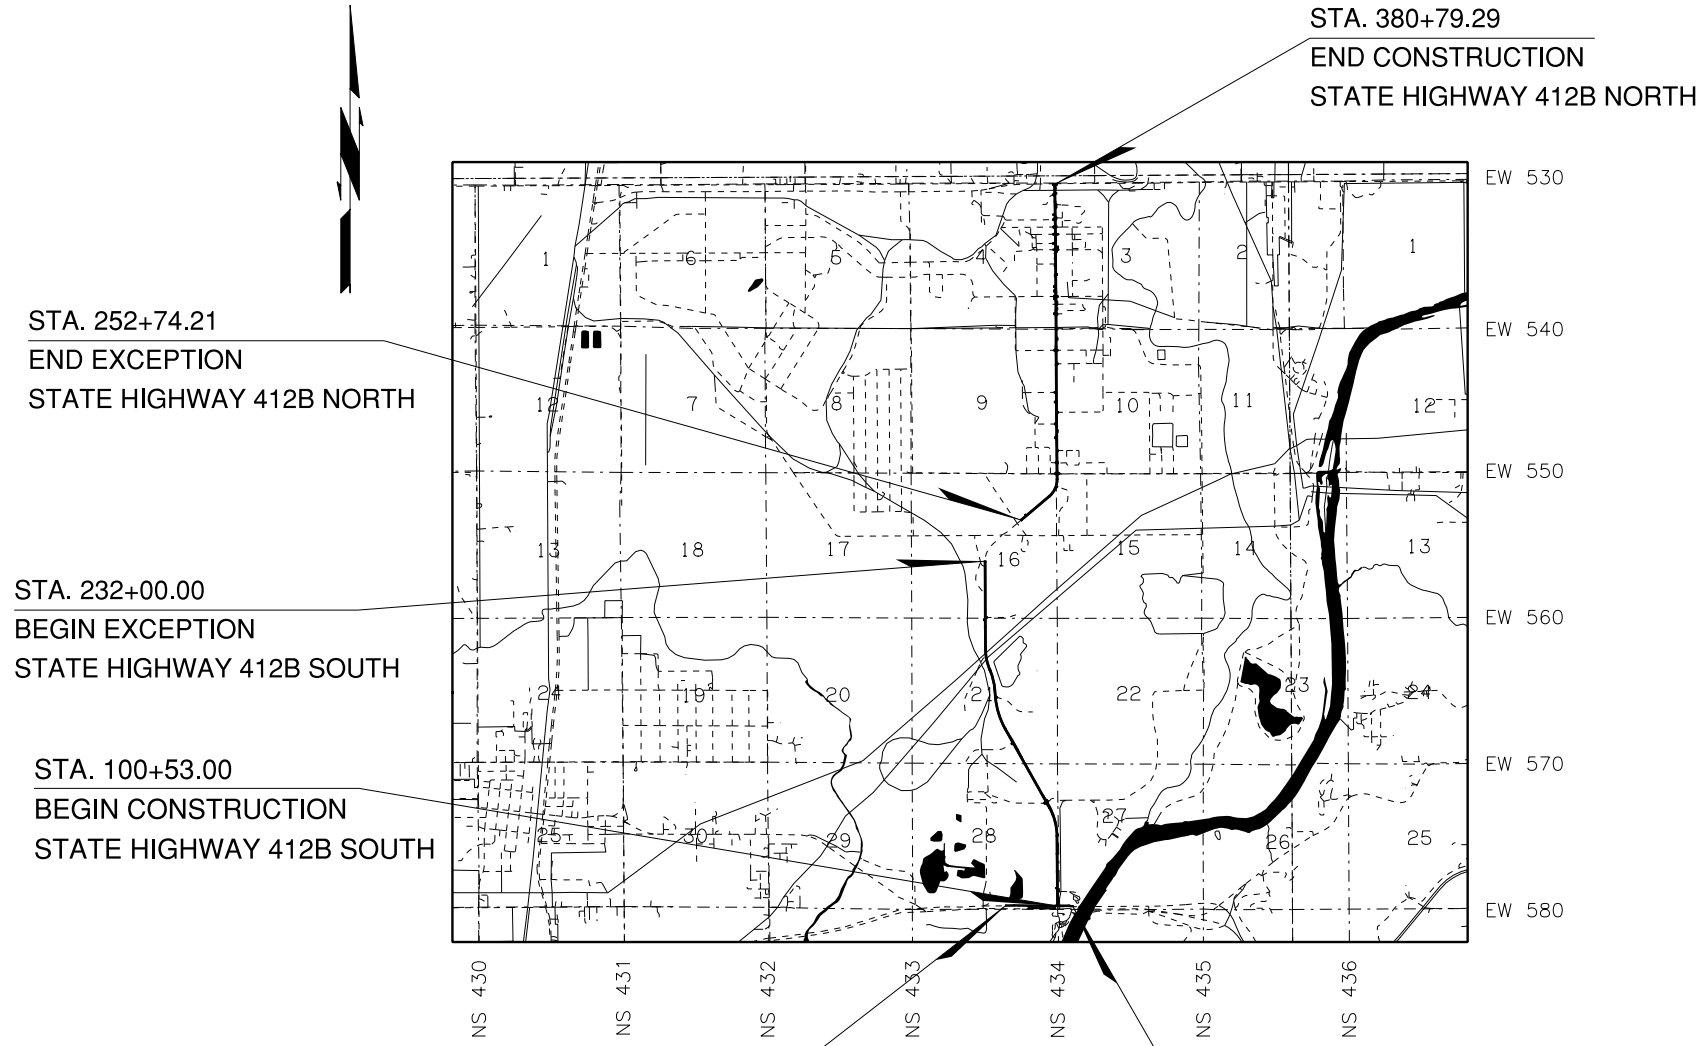 STA. 380+79.29
END CONSTRUCTION
STATE HIGHWAY 412B NORTH
EW 530
1 6 5 4 3 2 1
STA. 252+74.21
END EXCEPTION
STATE HIGHWAY 412B NORTH
EW 540
12 7 8 9 10 11 12
EW 550
13 18 17 16 15 14 13
STA. 232+00.00
BEGIN EXCEPTION
STATE HIGHWAY 412B SOUTH
EW 560
24 19 20 21 22 23 24
STA. 100+53.00
BEGIN CONSTRUCTION
STATE HIGHWAY 412B SOUTH
EW 570
25 30 29 28 27 26 25
EW 580
NS 430
NS 431
NS 432
NS 433
NS 434
NS 435
NS 436